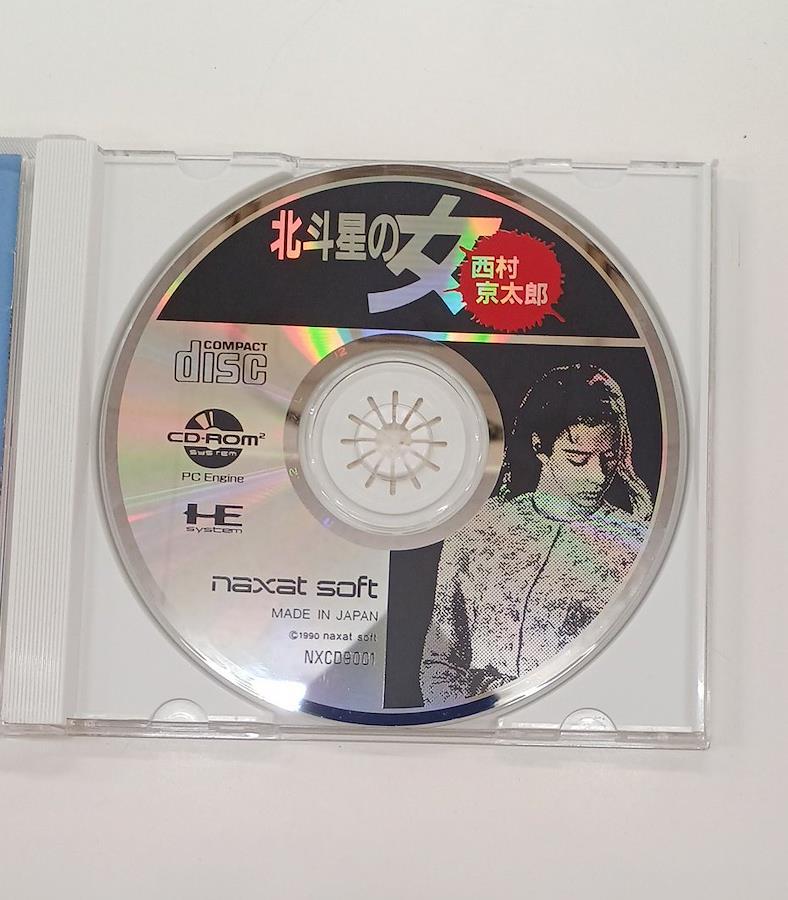 北斗星の女
西村
京太郎
COMPACT
disc
CD-ROM²
SYSTEM
PC Engine
HE
system
naxat soft
MADE IN JAPAN
©1990 naxat soft
NXCD9001